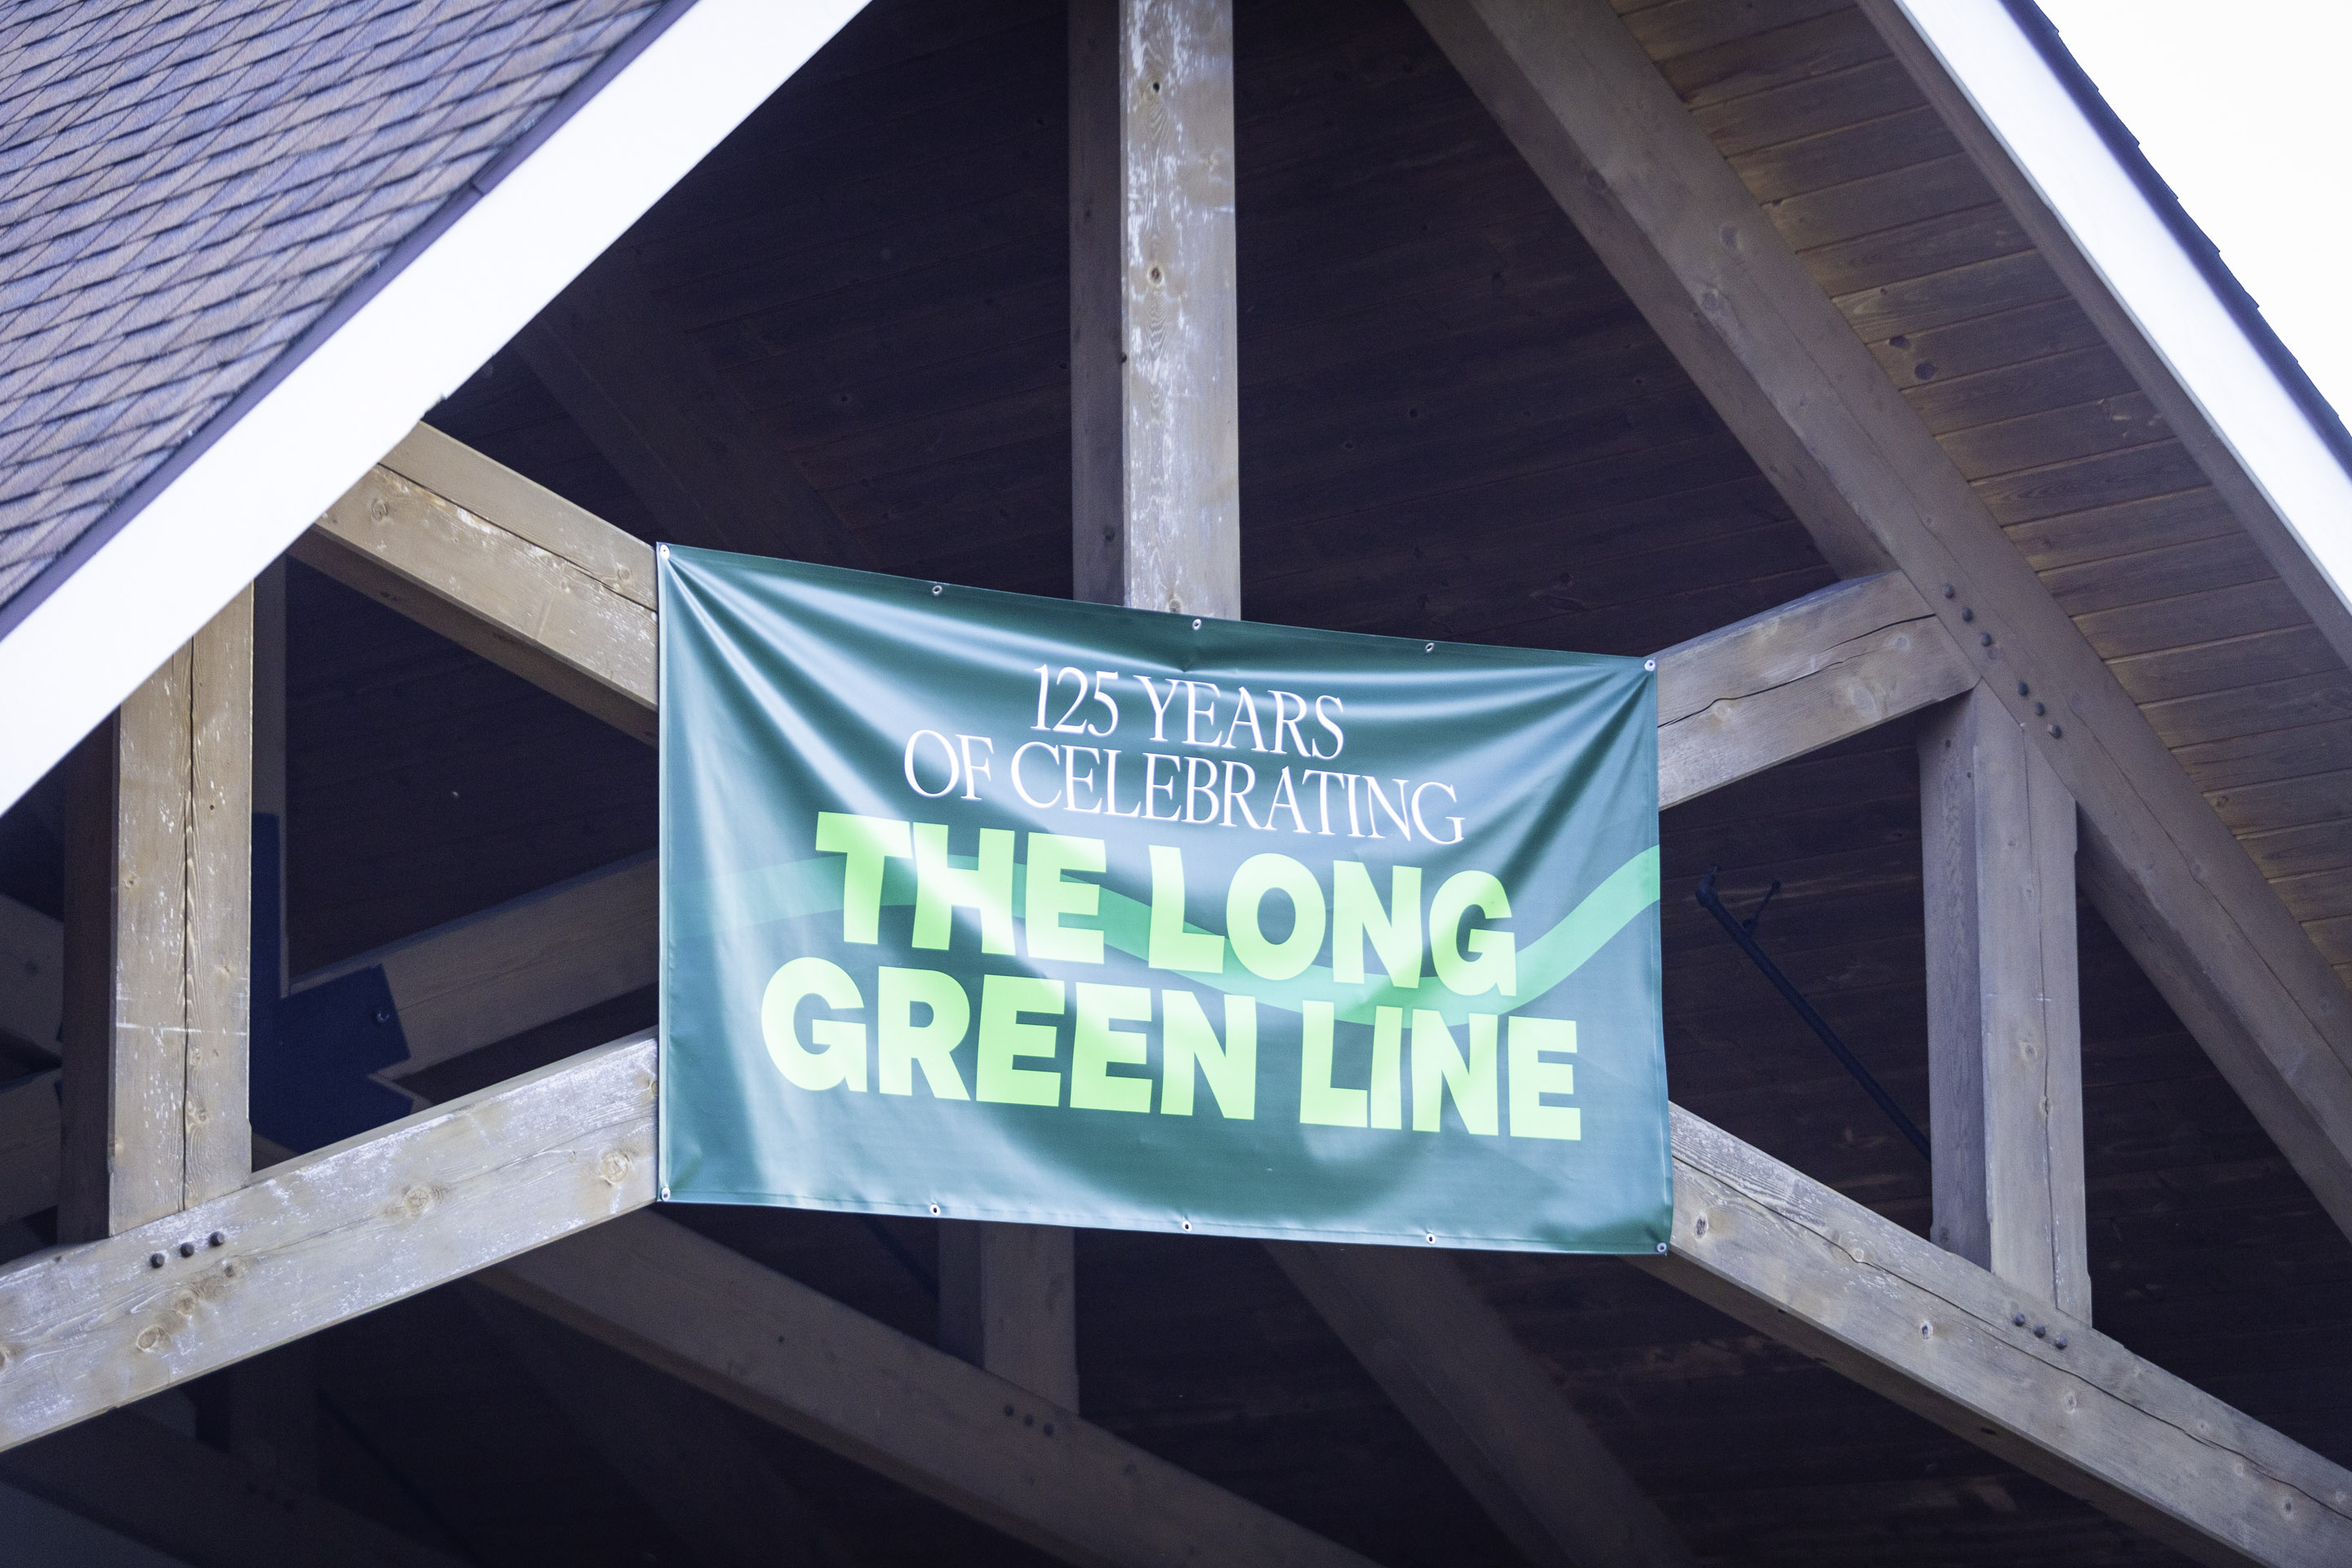 125 YEARS
OF CELEBRATING
THE LONG
GREEN LINE